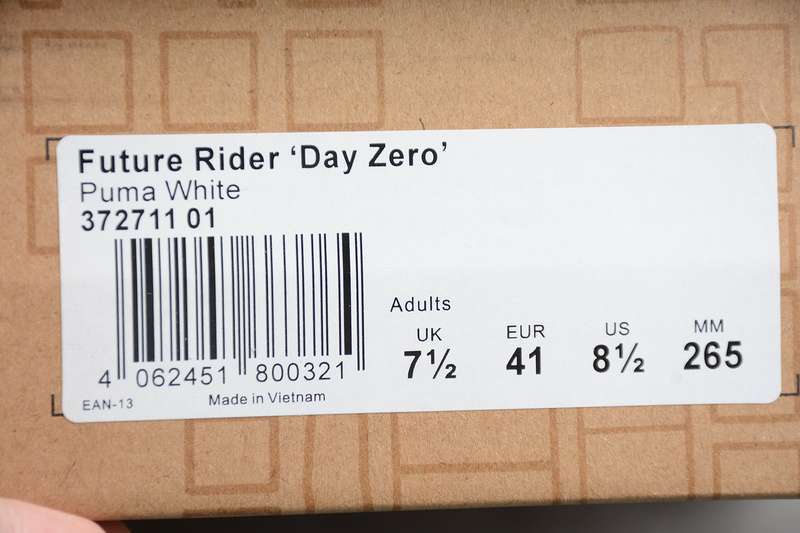 Future Rider ‘Day Zero’
Puma White
372711 01
4 062451 800321
EAN-13
Made in Vietnam
Adults
UK EUR US MM
7½ 41 8½ 265